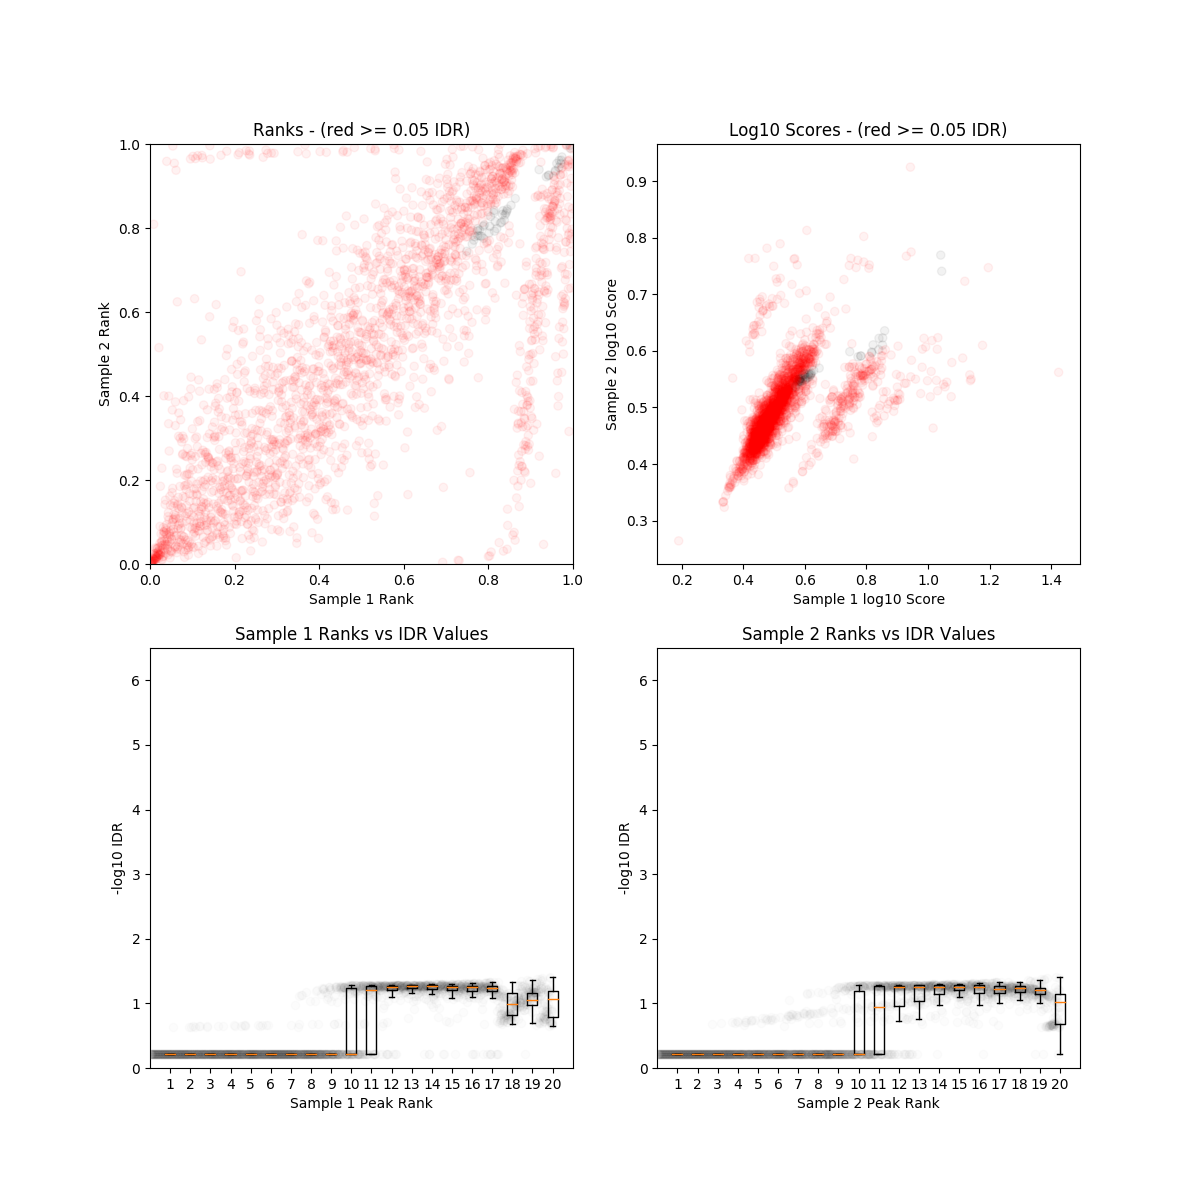 Ranks - (red >= 0.05 IDR)
1.0
0.8
0.6
0.4
0.2
0.0
Sample 2 Rank
0.0 0.2 0.4 0.6 0.8 1.0
Sample 1 Rank
Log10 Scores - (red >= 0.05 IDR)
0.9
0.8
0.7
0.6
0.5
0.4
0.3
Sample 2 log10 Score
0.2 0.4 0.6 0.8 1.0 1.2 1.4
Sample 1 log10 Score
Sample 1 Ranks vs IDR Values
6
5
4
3
2
1
0
-log10 IDR
1 2 3 4 5 6 7 8 9 10 11 12 13 14 15 16 17 18 19 20
Sample 1 Peak Rank
Sample 2 Ranks vs IDR Values
6
5
4
3
2
1
0
-log10 IDR
1 2 3 4 5 6 7 8 9 10 11 12 13 14 15 16 17 18 19 20
Sample 2 Peak Rank